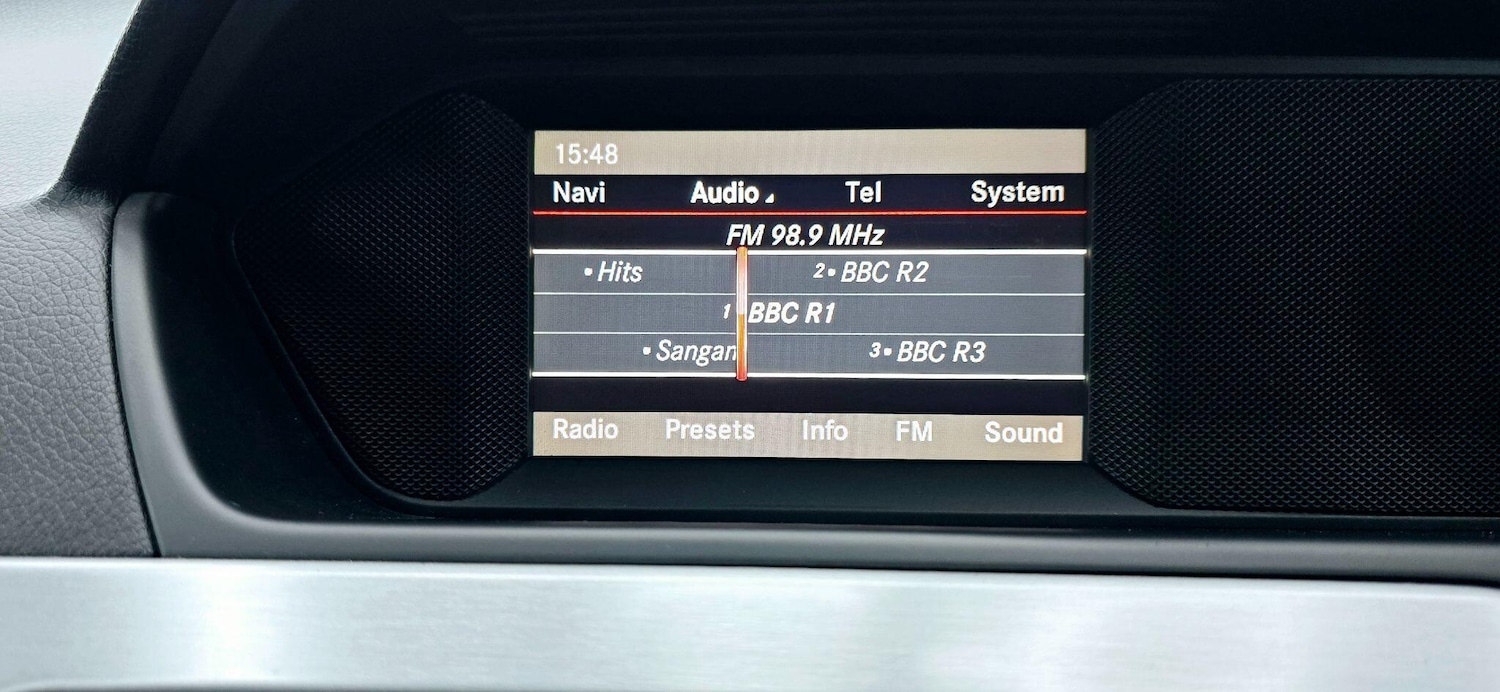 15:48
Navi Audio Tel System
FM 98.9 MHz
• Hits 2• BBC R2
1 BBC R1
• Sangam 3• BBC R3
Radio Presets Info FM Sound